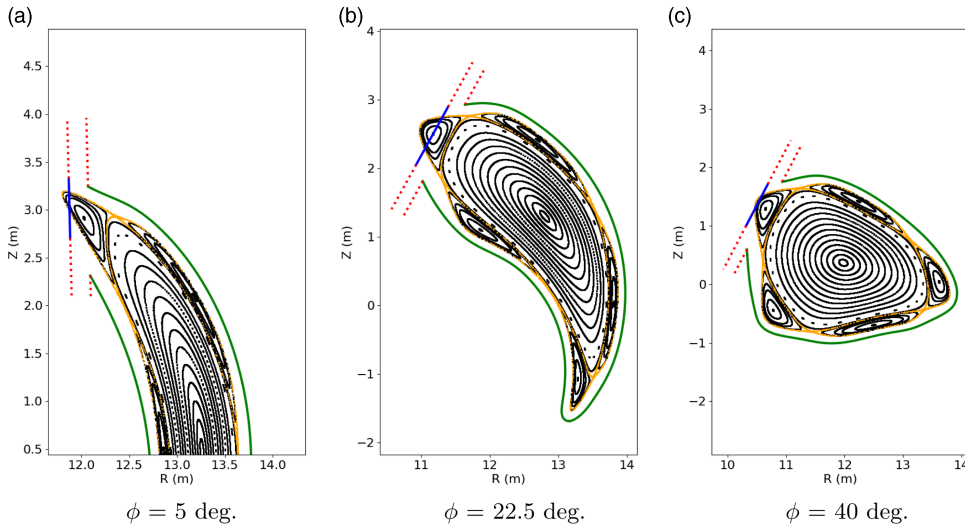 (a)
(b)
(c)
4.5
4.0
3.5
3.0
2.5
2.0
1.5
1.0
0.5
Z (m)
12.0 12.5 13.0 13.5 14.0
R (m)
4
3
2
1
0
−1
−2
Z (m)
11 12 13 14
R (m)
4
3
2
1
0
−1
−2
Z (m)
10 11 12 13 14
R (m)
ϕ = 5 deg.
ϕ = 22.5 deg.
ϕ = 40 deg.